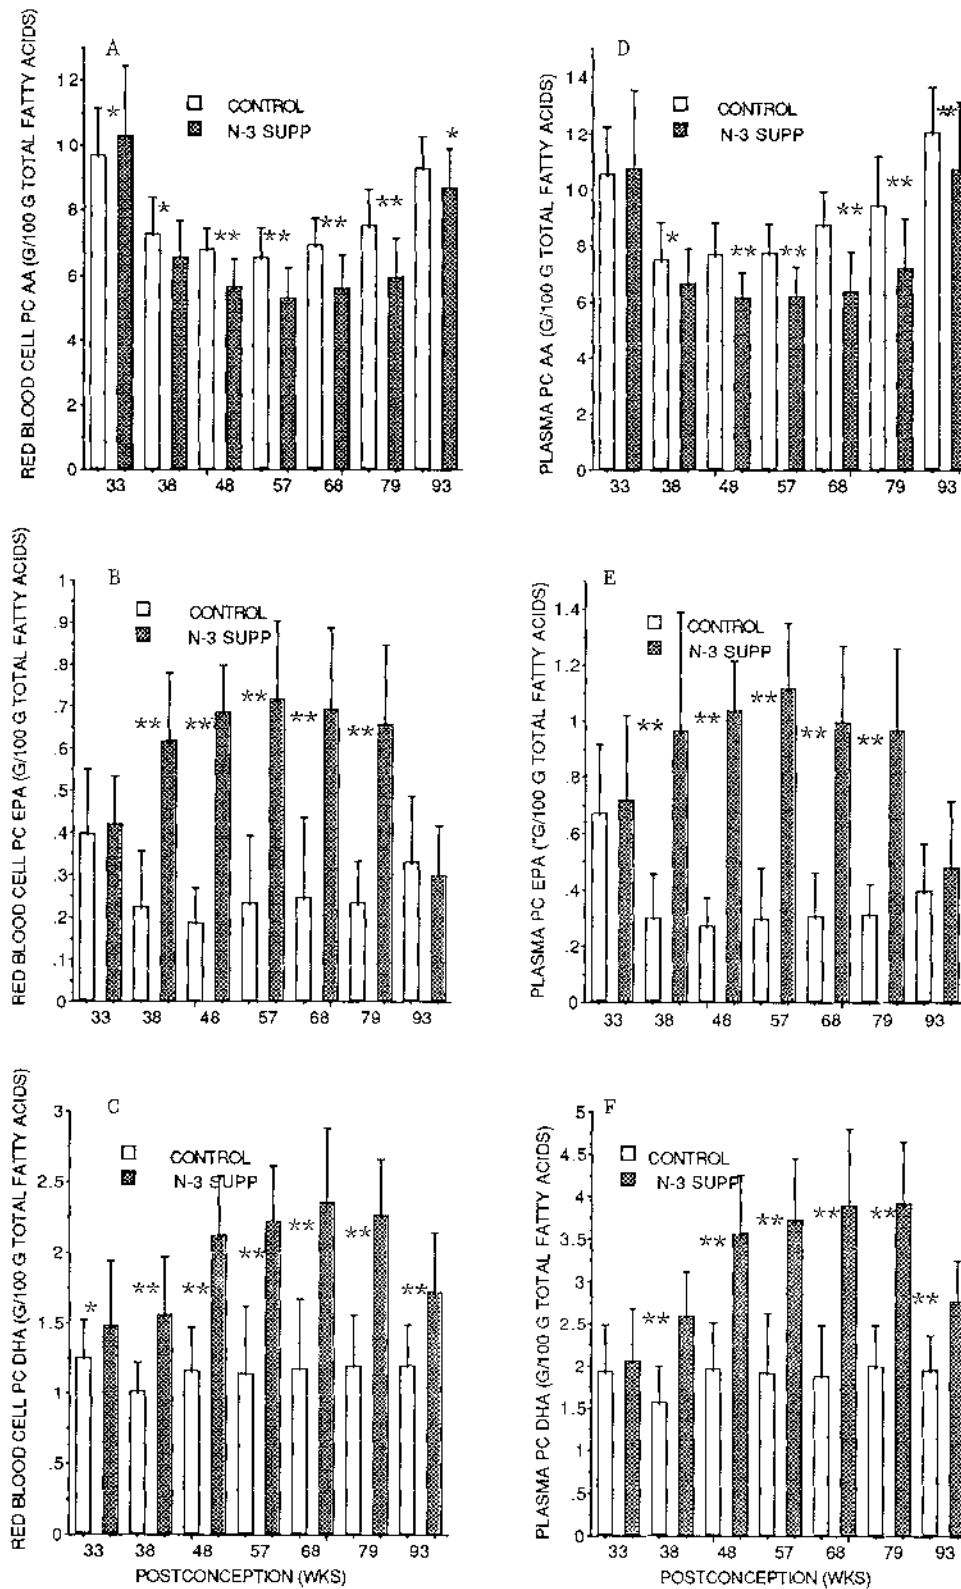 A
RED BLOOD CELL PC AA (G/100 G TOTAL FATTY ACIDS)
12
10
8
6
4
2
0
CONTROL
N-3 SUPP
*
*
**
**
**
**
*
33 38 48 57 68 79 93
D
PLASMA PC AA (G/100 G TOTAL FATTY ACIDS)
14
12
10
8
6
4
2
0
CONTROL
N-3 SUPP
*
**
**
**
**
**
33 38 48 57 68 79 93
B
RED BLOOD CELL PC EPA (G/100 G TOTAL FATTY ACIDS)
1
.8
.7
.6
.5
.4
.3
.2
.1
0
CONTROL
N-3 SUPP
**
**
**
**
**
33 38 48 57 68 79 93
E
PLASMA PC EPA ("G/100 G TOTAL FATTY ACIDS)
1.4
1.2
1
.8
.6
.4
.2
0
CONTROL
N-3 SUPP
**
**
**
**
**
33 38 48 57 68 79 93
C
RED BLOOD CELL PC DHA (G/100 G TOTAL FATTY ACIDS)
3
2.5
2
1.5
1
.5
0
CONTROL
N-3 SUPP
*
**
**
**
**
**
**
33 38 48 57 68 79 93
POSTCONCEPTION (WKS)
F
PLASMA PC DHA (G/100 G TOTAL FATTY ACIDS)
5
4.5
4
3.5
3
2.5
2
1.5
1
.5
0
CONTROL
N-3 SUPP
**
**
**
**
**
**
33 38 48 57 68 79 93
POSTCONCEPTION (WKS)